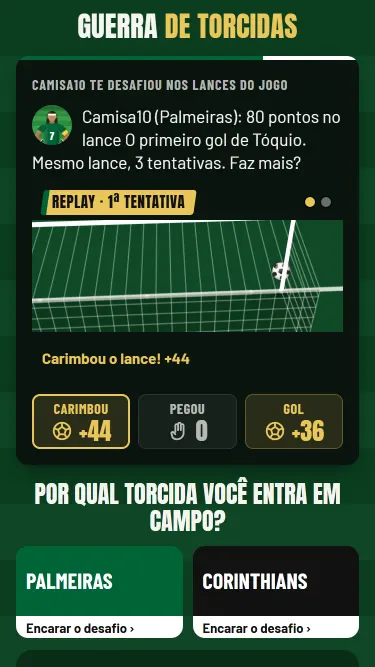 GUERRA DE TORCIDAS
CAMISA10 TE DESAFIOU NOS LANCES DO JOGO
7
Camisa10 (Palmeiras): 80 pontos no
lance O primeiro gol de Tóquio.
Mesmo lance, 3 tentativas. Faz mais?
REPLAY · 1ª TENTATIVA
Carimbou o lance! +44
CARIMBOU
+44
PEGOU
0
GOL
+36
POR QUAL TORCIDA VOCÊ ENTRA EM
CAMPO?
PALMEIRAS
Encarar o desafio ›
CORINTHIANS
Encarar o desafio ›